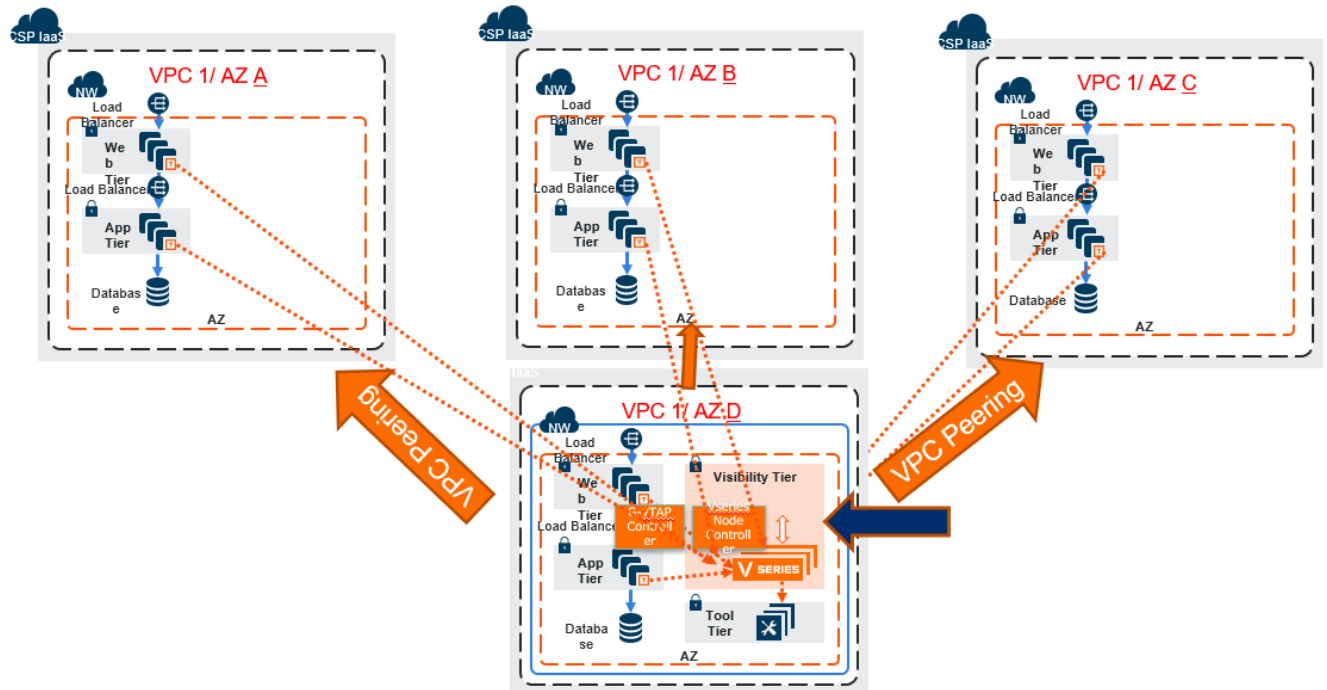 CSP IaaS
VPC 1/ AZ A
NW
Load
Balancer
We
b
Tier
Load Balancer
App
Tier
Databas
e
AZ
CSP IaaS
VPC 1/ AZ B
NW
Load
Balancer
We
b
Tier
Load Balancer
App
Tier
Databas
e
AZ
CSP IaaS
VPC 1/ AZ C
NW
Load
Balancer
We
b
Tier
Load Balancer
App
Tier
Database
AZ
VPC Peering
VPC Peering
IaaS
VPC 1/ AZ D
NW
Load
Balancer
We
b
Tier
Load Balancer
App
Tier
Databa
se
AZ
Visibility Tier
G-vTAP
Controll
er
Vseries
Node
Controll
er
V SERIES
Tool
Tier
T
T
T
T
T
T
T
T